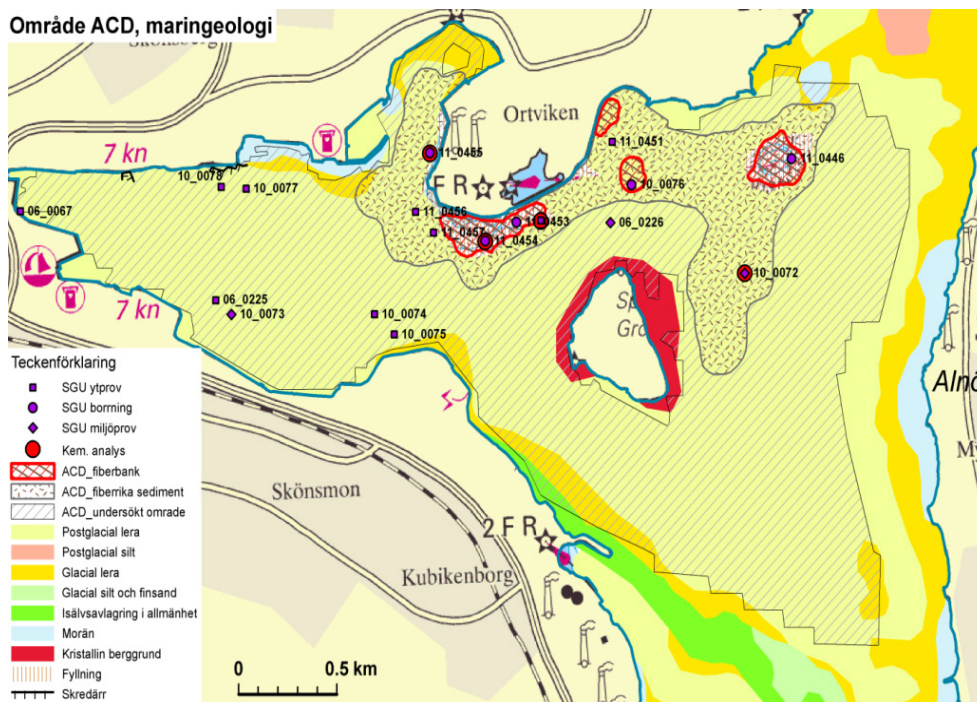 Område ACD, maringeologi
Skönsberg
Ortviken
7 kn
F R
11_0455
11_0451
11_0446
10_0078
10_0077
10_0076
06_0067
11_0456
11_0453
06_0226
11_0457
11_0454
10_0072
7 kn
06_0225
10_0073
10_0074
10_0075
Sp
Gro
Alnö
My
Teckenförklaring
SGU ytprov
SGU borrning
SGU miljöprov
Kem. analys
ACD_fiberbank
ACD_fiberrika sediment
ACD_undersökt område
Postglacial lera
Postglacial silt
Glacial lera
Glacial silt och finsand
Isälvsavlagring i allmänhet
Morän
Kristallin berggrund
Fyllning
Skredärr
Skönsmon
2 F R
Kubikenborg
0 0.5 km